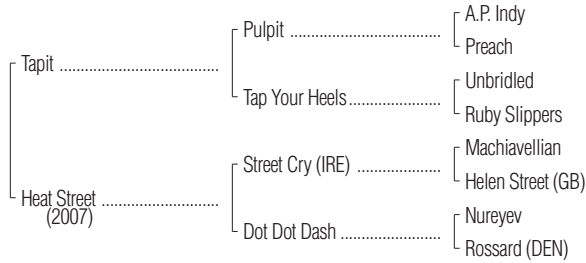 A.P. Indy
Pulpit ..............................
Preach
Tapit ......................................
Unbridled
Tap Your Heels ......................
Ruby Slippers
Machiavellian
Street Cry (IRE) ....................
Helen Street (GB)
Heat Street ............................
(2007)
Nureyev
Dot Dot Dash ........................
Rossard (DEN)